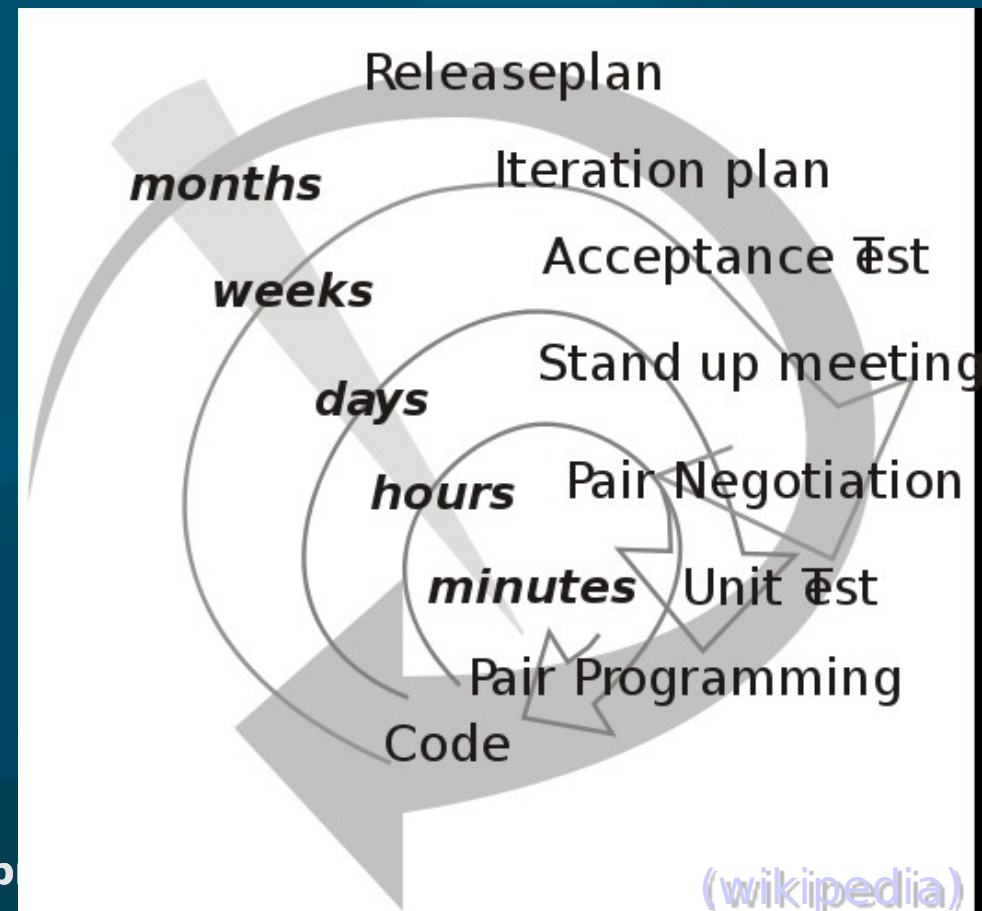 Releaseplan
months
Iteration plan
Acceptance Test
weeks
Stand up meeting
days
Pair Negotiation
hours
minutes
Unit Test
Pair Programming
Code
(wikipedia)